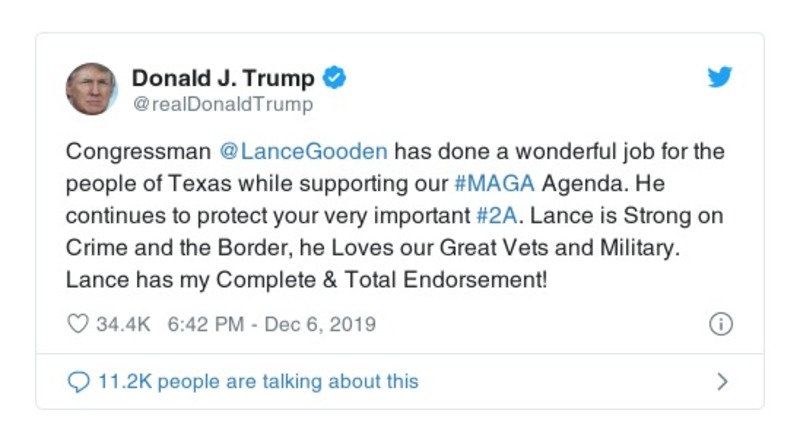 Donald J. Trump
@realDonaldTrump
Congressman @LanceGooden has done a wonderful job for the
people of Texas while supporting our #MAGA Agenda. He
continues to protect your very important #2A. Lance is Strong on
Crime and the Border, he Loves our Great Vets and Military.
Lance has my Complete & Total Endorsement!
34.4K 6:42 PM - Dec 6, 2019
11.2K people are talking about this